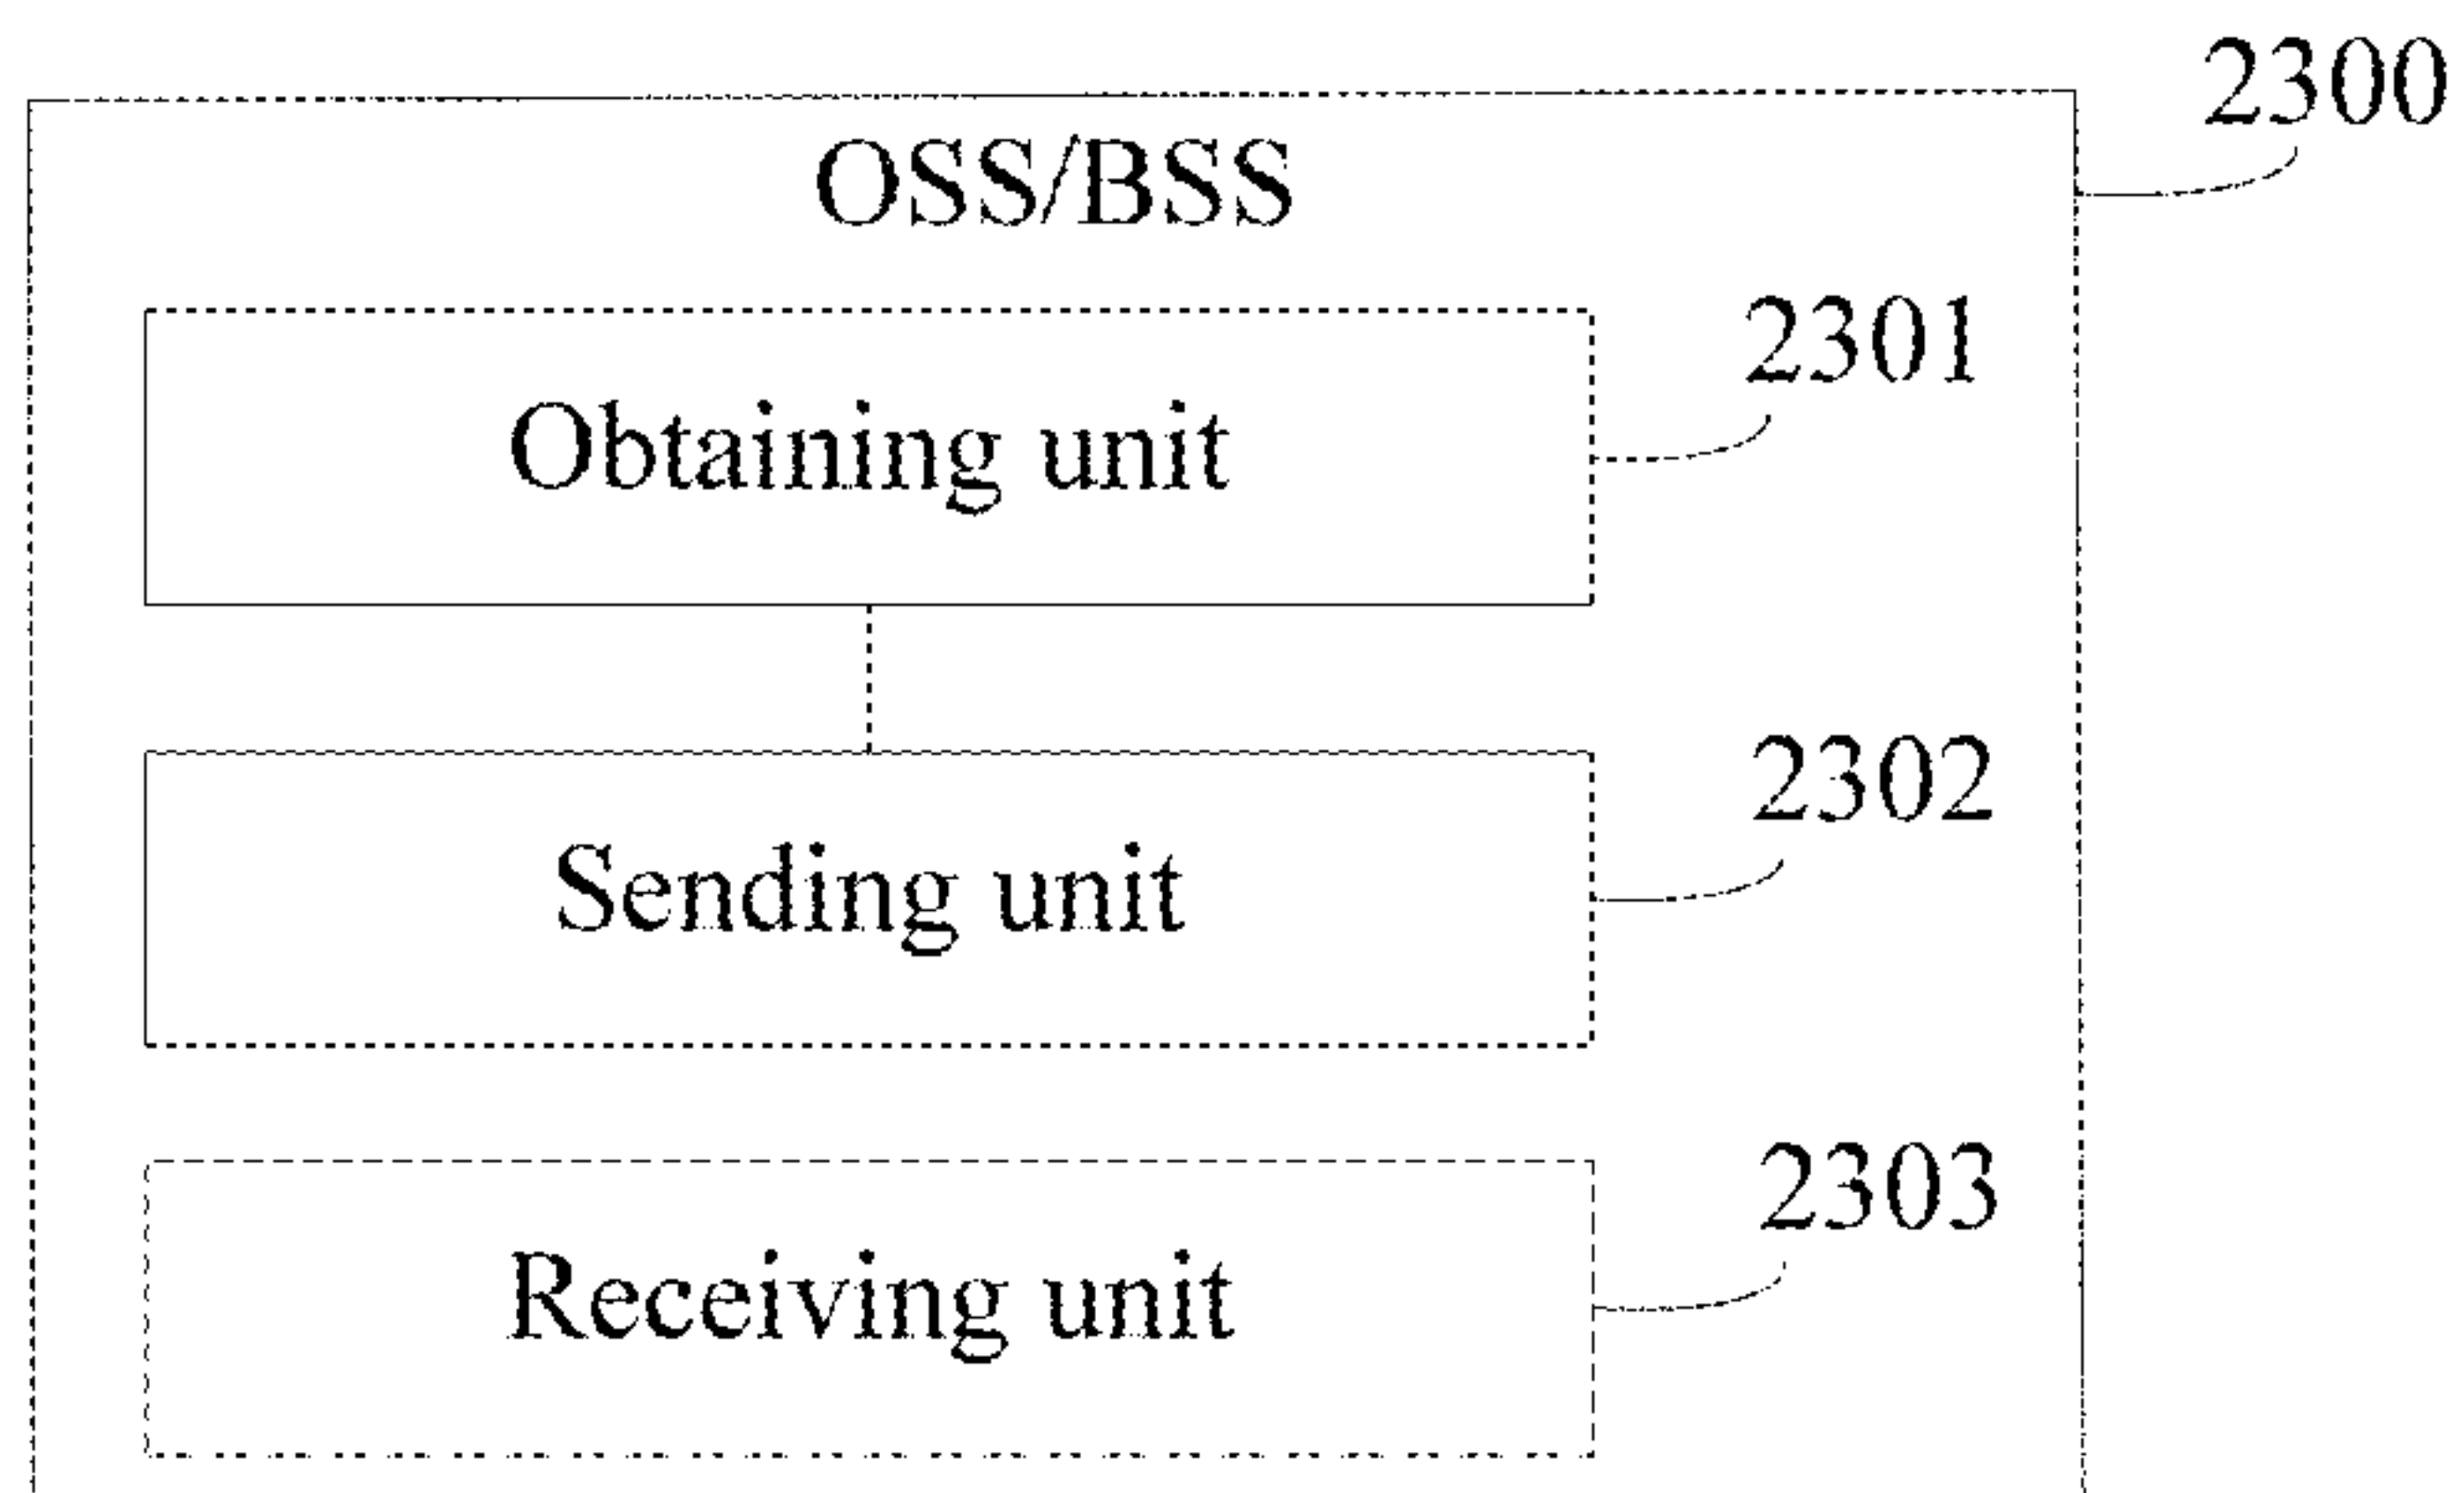 2300
OSS/BSS
2301
Obtaining unit
2302
Sending unit
2303
Receiving unit